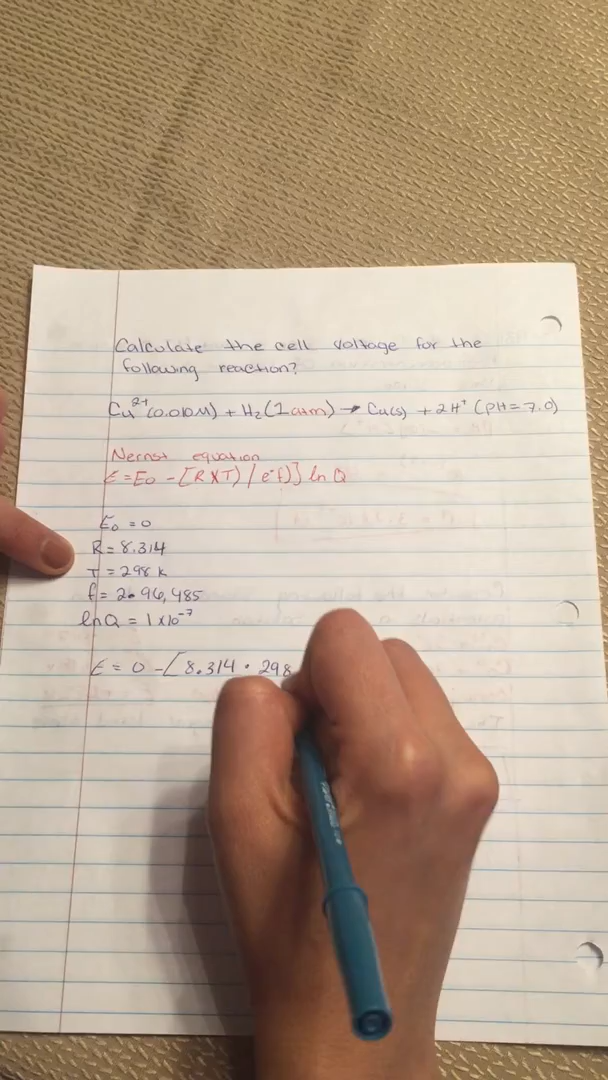 Calculate the cell voltage for the
following reaction?
Cu²⁺(0.010M) + H₂(1atm) → Cu(s) + 2H⁺ (PH=7.0)
Nernst equation
E=E₀ - [R×T) / e⁻f)] ln Q
E₀ = 0
R= 8.314
T = 298 K
f= 2•96,485
ln Q = 1x10⁻⁷
E = 0 -[8.314 • 298